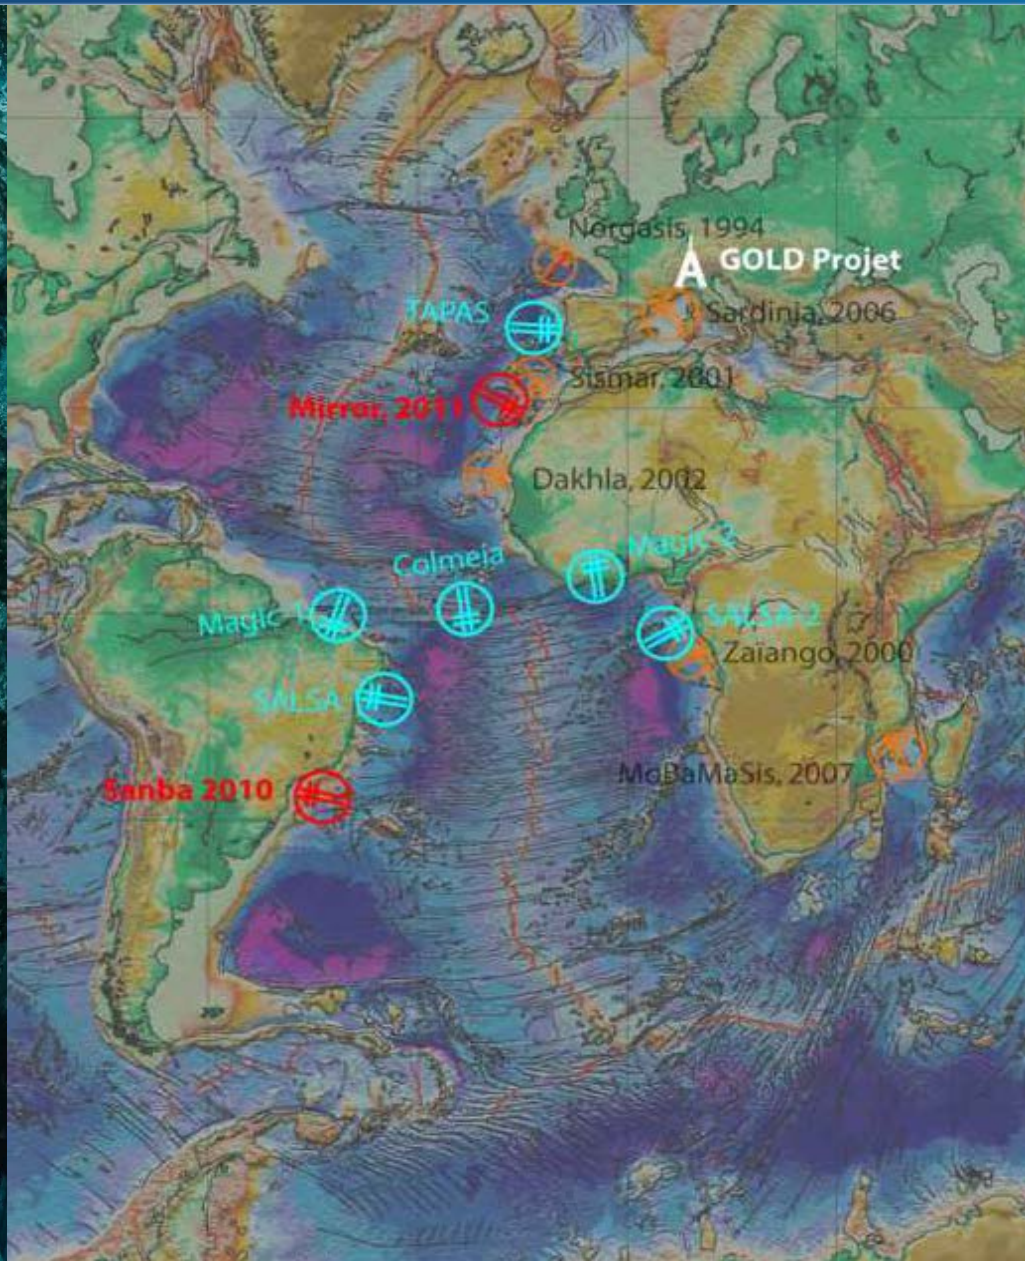 Norgasis, 1994
GOLD Projet
TAPAS
Sardinia, 2006
Sismar, 2001
Mirror, 2011
Dakhla, 2002
Magic-2
Colmeia
Magic-1
SALSA-2
Zaïango, 2000
SALSA
MoBaMaSis, 2007
Sanba 2010